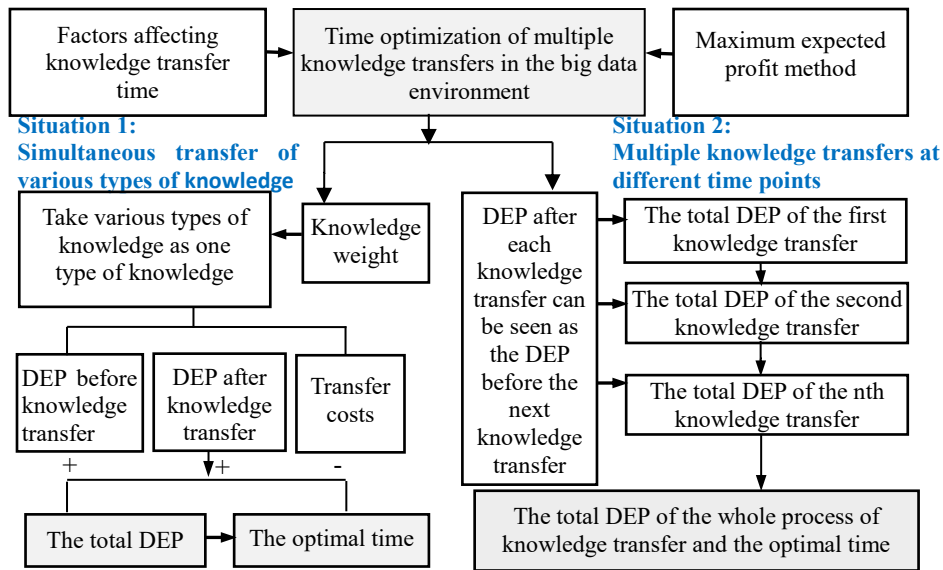 Factors affecting
knowledge transfer
time
Time optimization of multiple
knowledge transfers in the big data
environment
Maximum expected
profit method
Situation 1:
Simultaneous transfer of
various types of knowledge
Situation 2:
Multiple knowledge transfers at
different time points
Take various types of
knowledge as one
type of knowledge
Knowledge
weight
DEP before
knowledge
transfer
DEP after
knowledge
transfer
Transfer
costs
+
+
-
The total DEP
The optimal time
DEP after
each
knowledge
transfer can
be seen as
the DEP
before the
next
knowledge
transfer
The total DEP of the first
knowledge transfer
The total DEP of the second
knowledge transfer
The total DEP of the nth
knowledge transfer
The total DEP of the whole process of
knowledge transfer and the optimal time